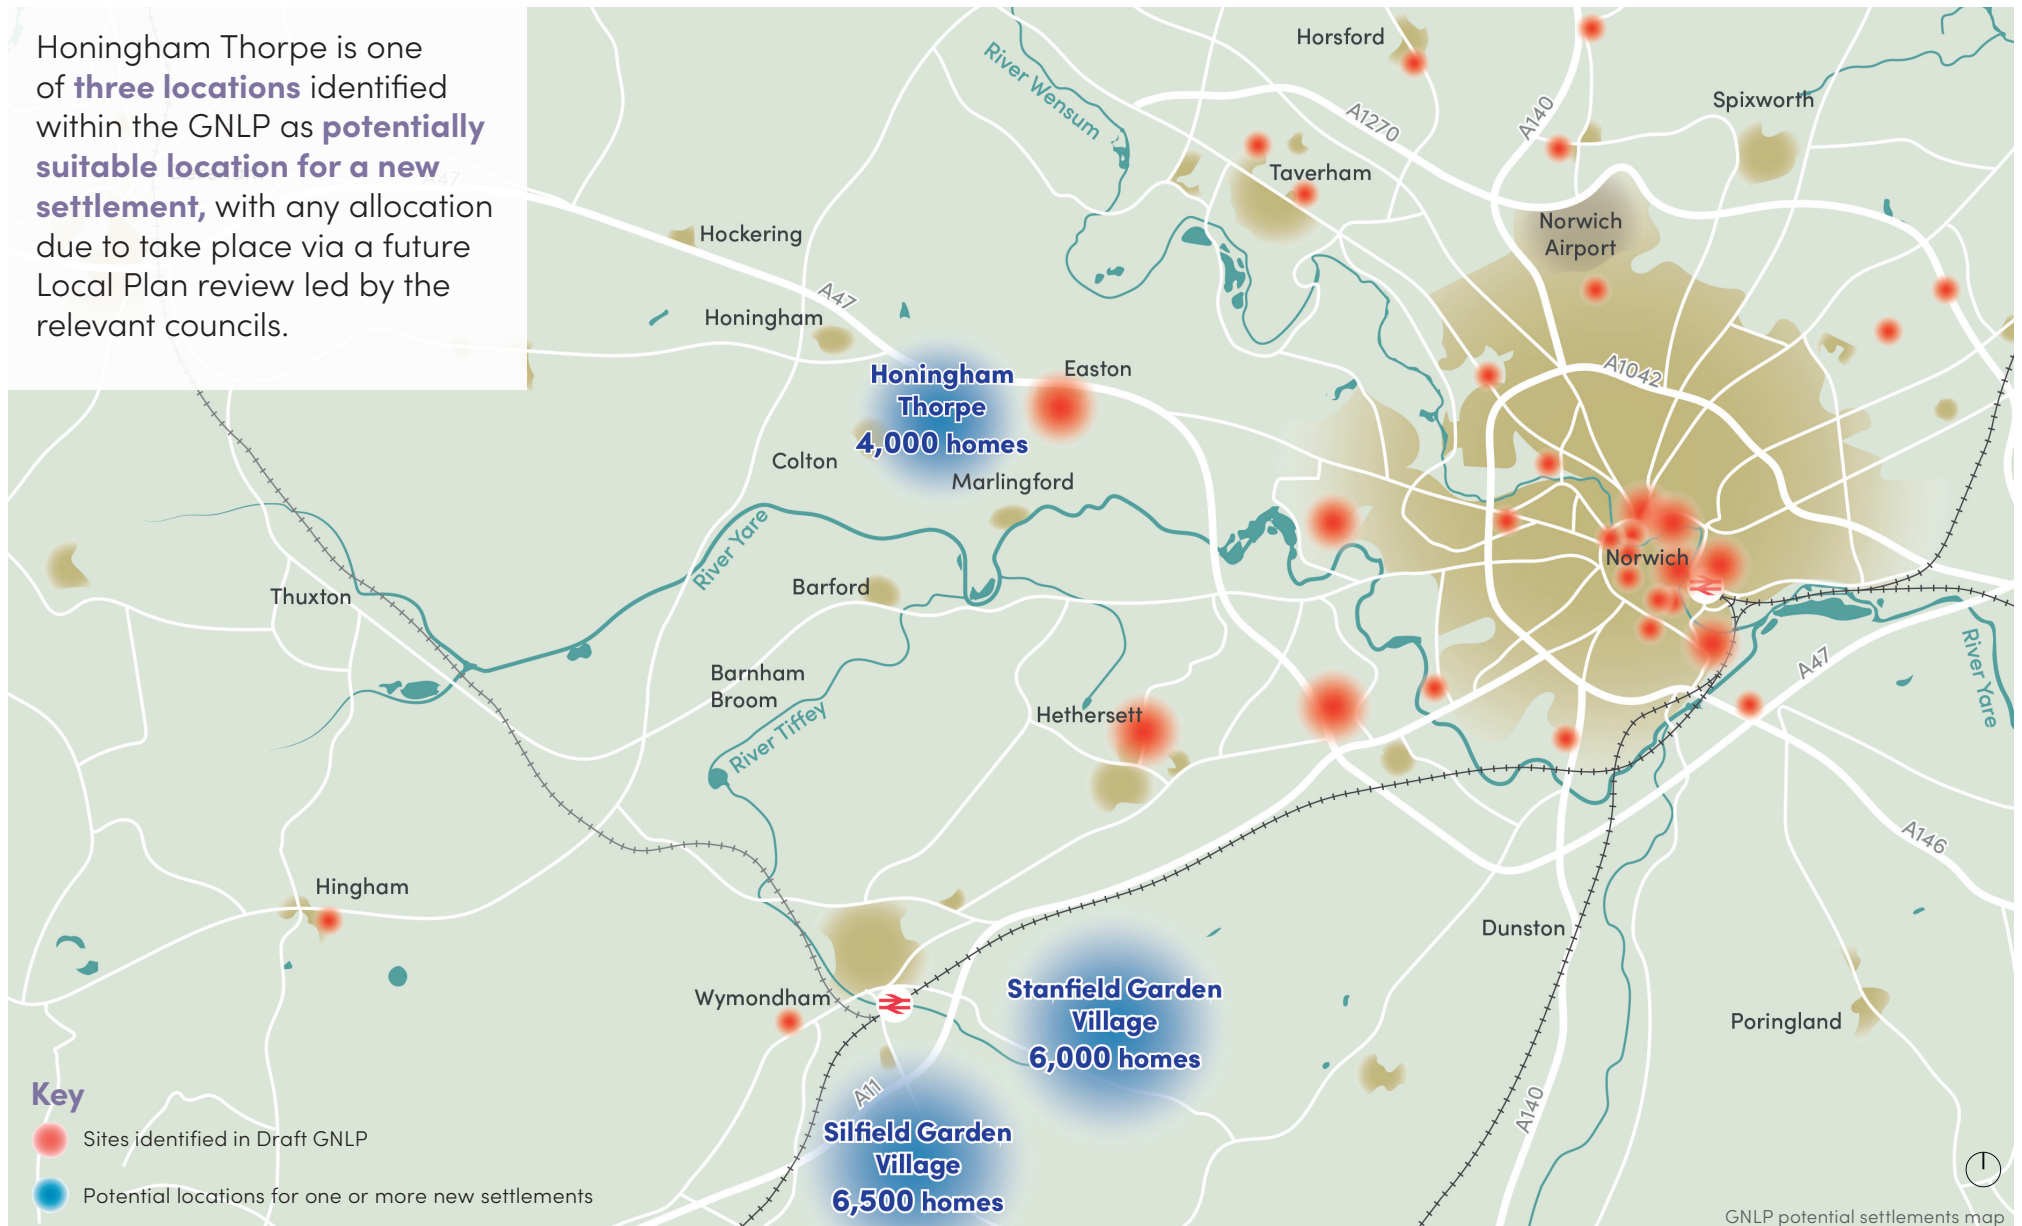 Honingham Thorpe is one
of three locations identified
within the GNLP as potentially
suitable location for a new
settlement, with any allocation
due to take place via a future
Local Plan review led by the
relevant councils.
A47
River Wensum
Horsford
A1270
A140
Spixworth
Taverham
Norwich
Airport
Hockering
A47
Honingham
Honingham
Thorpe
4,000 homes
Easton
A1042
Colton
Marlingford
River Yare
Norwich
Barford
Thuxton
Barnham
Broom
River Tiffey
Hethersett
A47
River Yare
A146
Hingham
Dunston
Wymondham
Stanfield Garden
Village
6,000 homes
Poringland
A11
Silfield Garden
Village
6,500 homes
A140
Key
Sites identified in Draft GNLP
Potential locations for one or more new settlements
GNLP potential settlements map